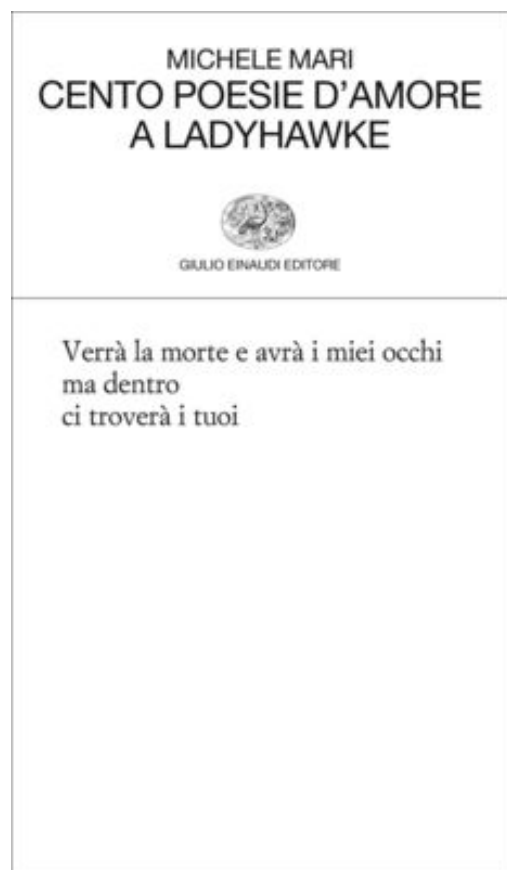 MICHELE MARI
CENTO POESIE D'AMORE
A LADYHAWKE
GIULIO EINAUDI EDITORE
Verrà la morte e avrà i miei occhi
ma dentro
ci troverà i tuoi